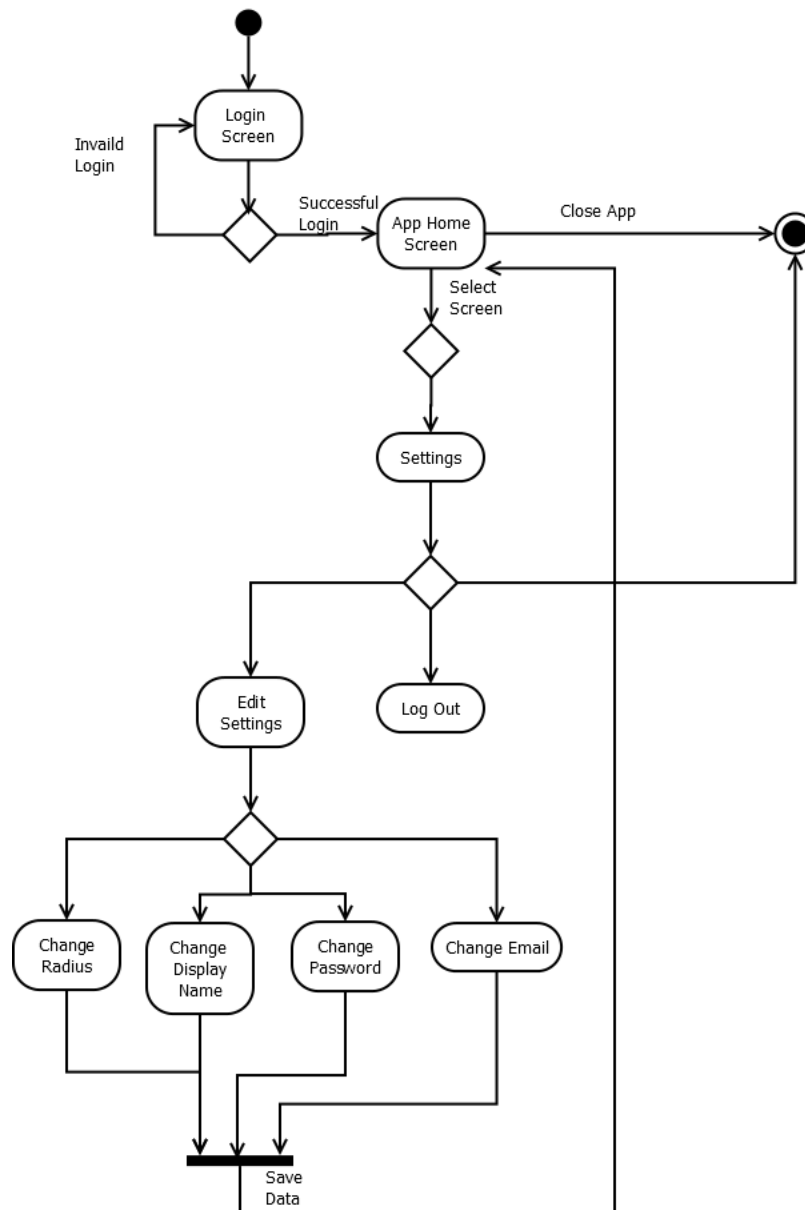 Login
Screen
Invaild
Login
Successful
Login
App Home
Screen
Close App
Select
Screen
Settings
Edit
Settings
Log Out
Change
Radius
Change
Display
Name
Change
Password
Change Email
Save
Data